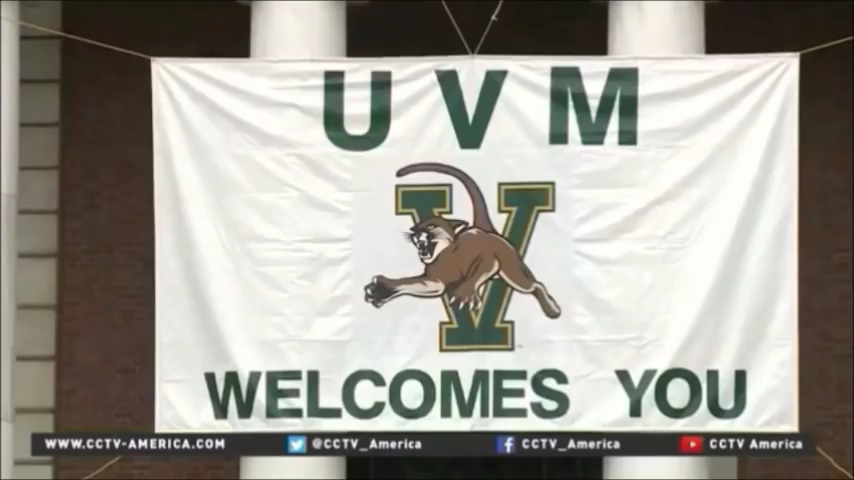 UVM
V
WELCOMES YOU
WWW.CCTV-AMERICA.COM @CCTV_America CCTV_America CCTV America